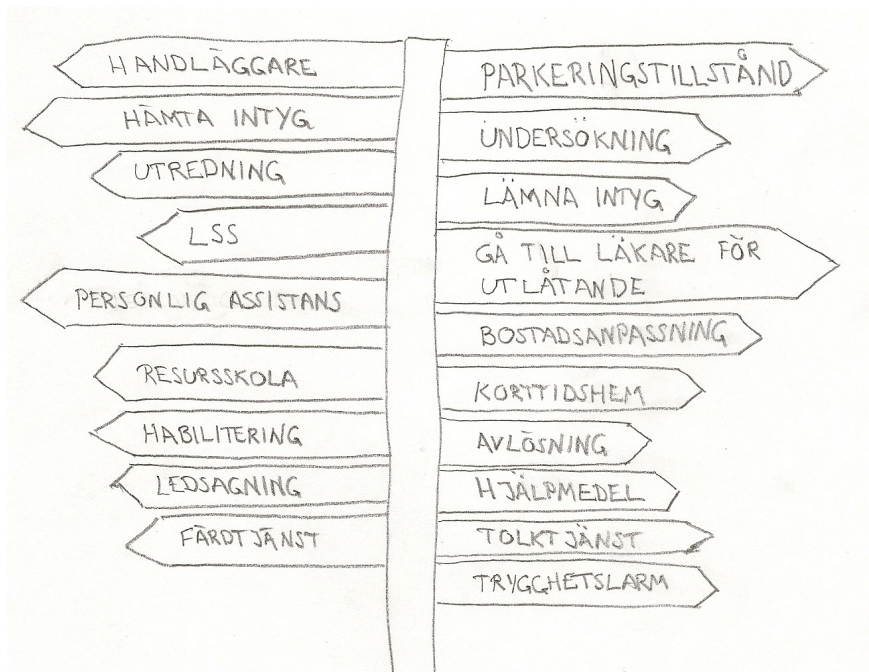 HANDLÄGGARE
HÄMTA INTYG
UTREDNING
LSS
PERSONLIG ASSISTANS
RESURSSKOLA
HABILITERING
LEDSAGNING
FÄRDTJÄNST
PARKERINGSTILLSTÅND
UNDERSÖKNING
LÄMNA INTYG
GÅ TILL LÄKARE FÖR
UTLÅTANDE
BOSTADSANPASSNING
KORTTIDSHEM
AVLÖSNING
HJÄLPMEDEL
TOLKTJÄNST
TRYGGHETSLARM